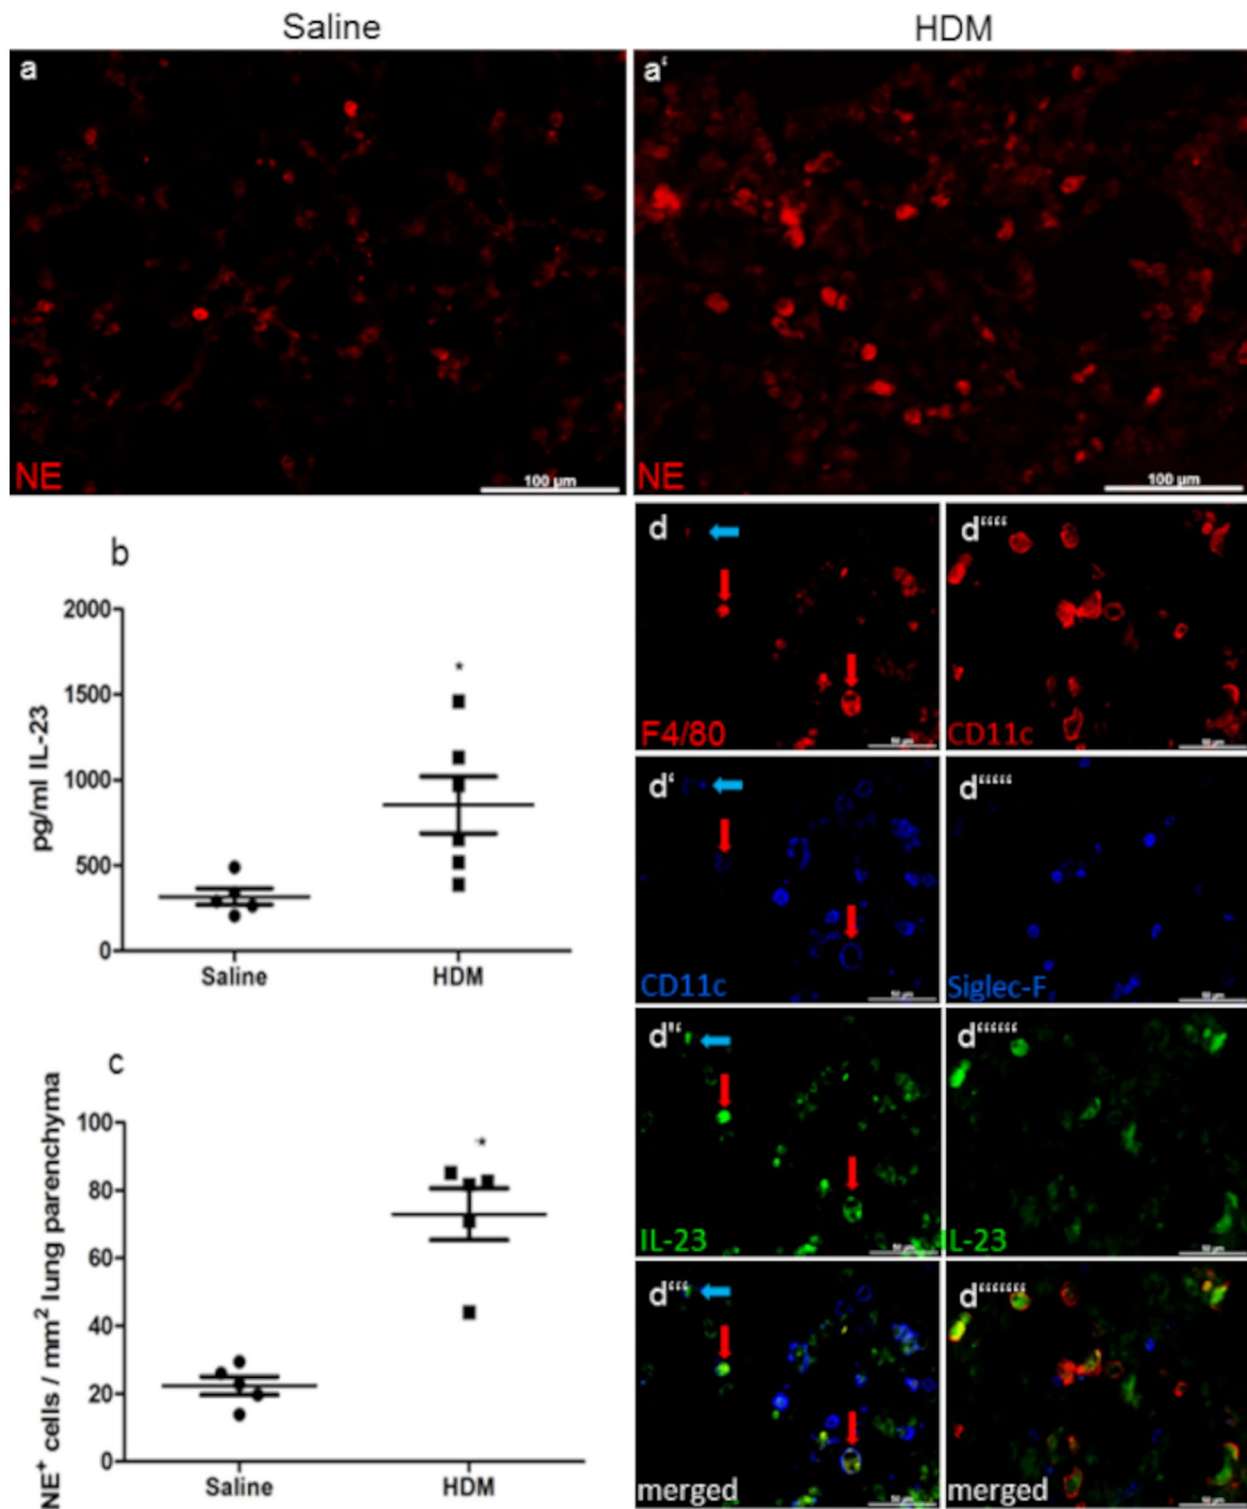 Saline HDM
a
NE
100 µm
a‘
NE
100 µm
b
pg/ml IL-23
2000
1500
1000
500
0
*
Saline HDM
c
NE+ cells / mm2 lung parenchyma
100
80
60
40
20
0
*
Saline HDM
d
F4/80
d““
CD11c
d‘
CD11c
d““‘
Siglec-F
d"‘
IL-23
d“““
IL-23
d“‘
merged
d“““‘
merged